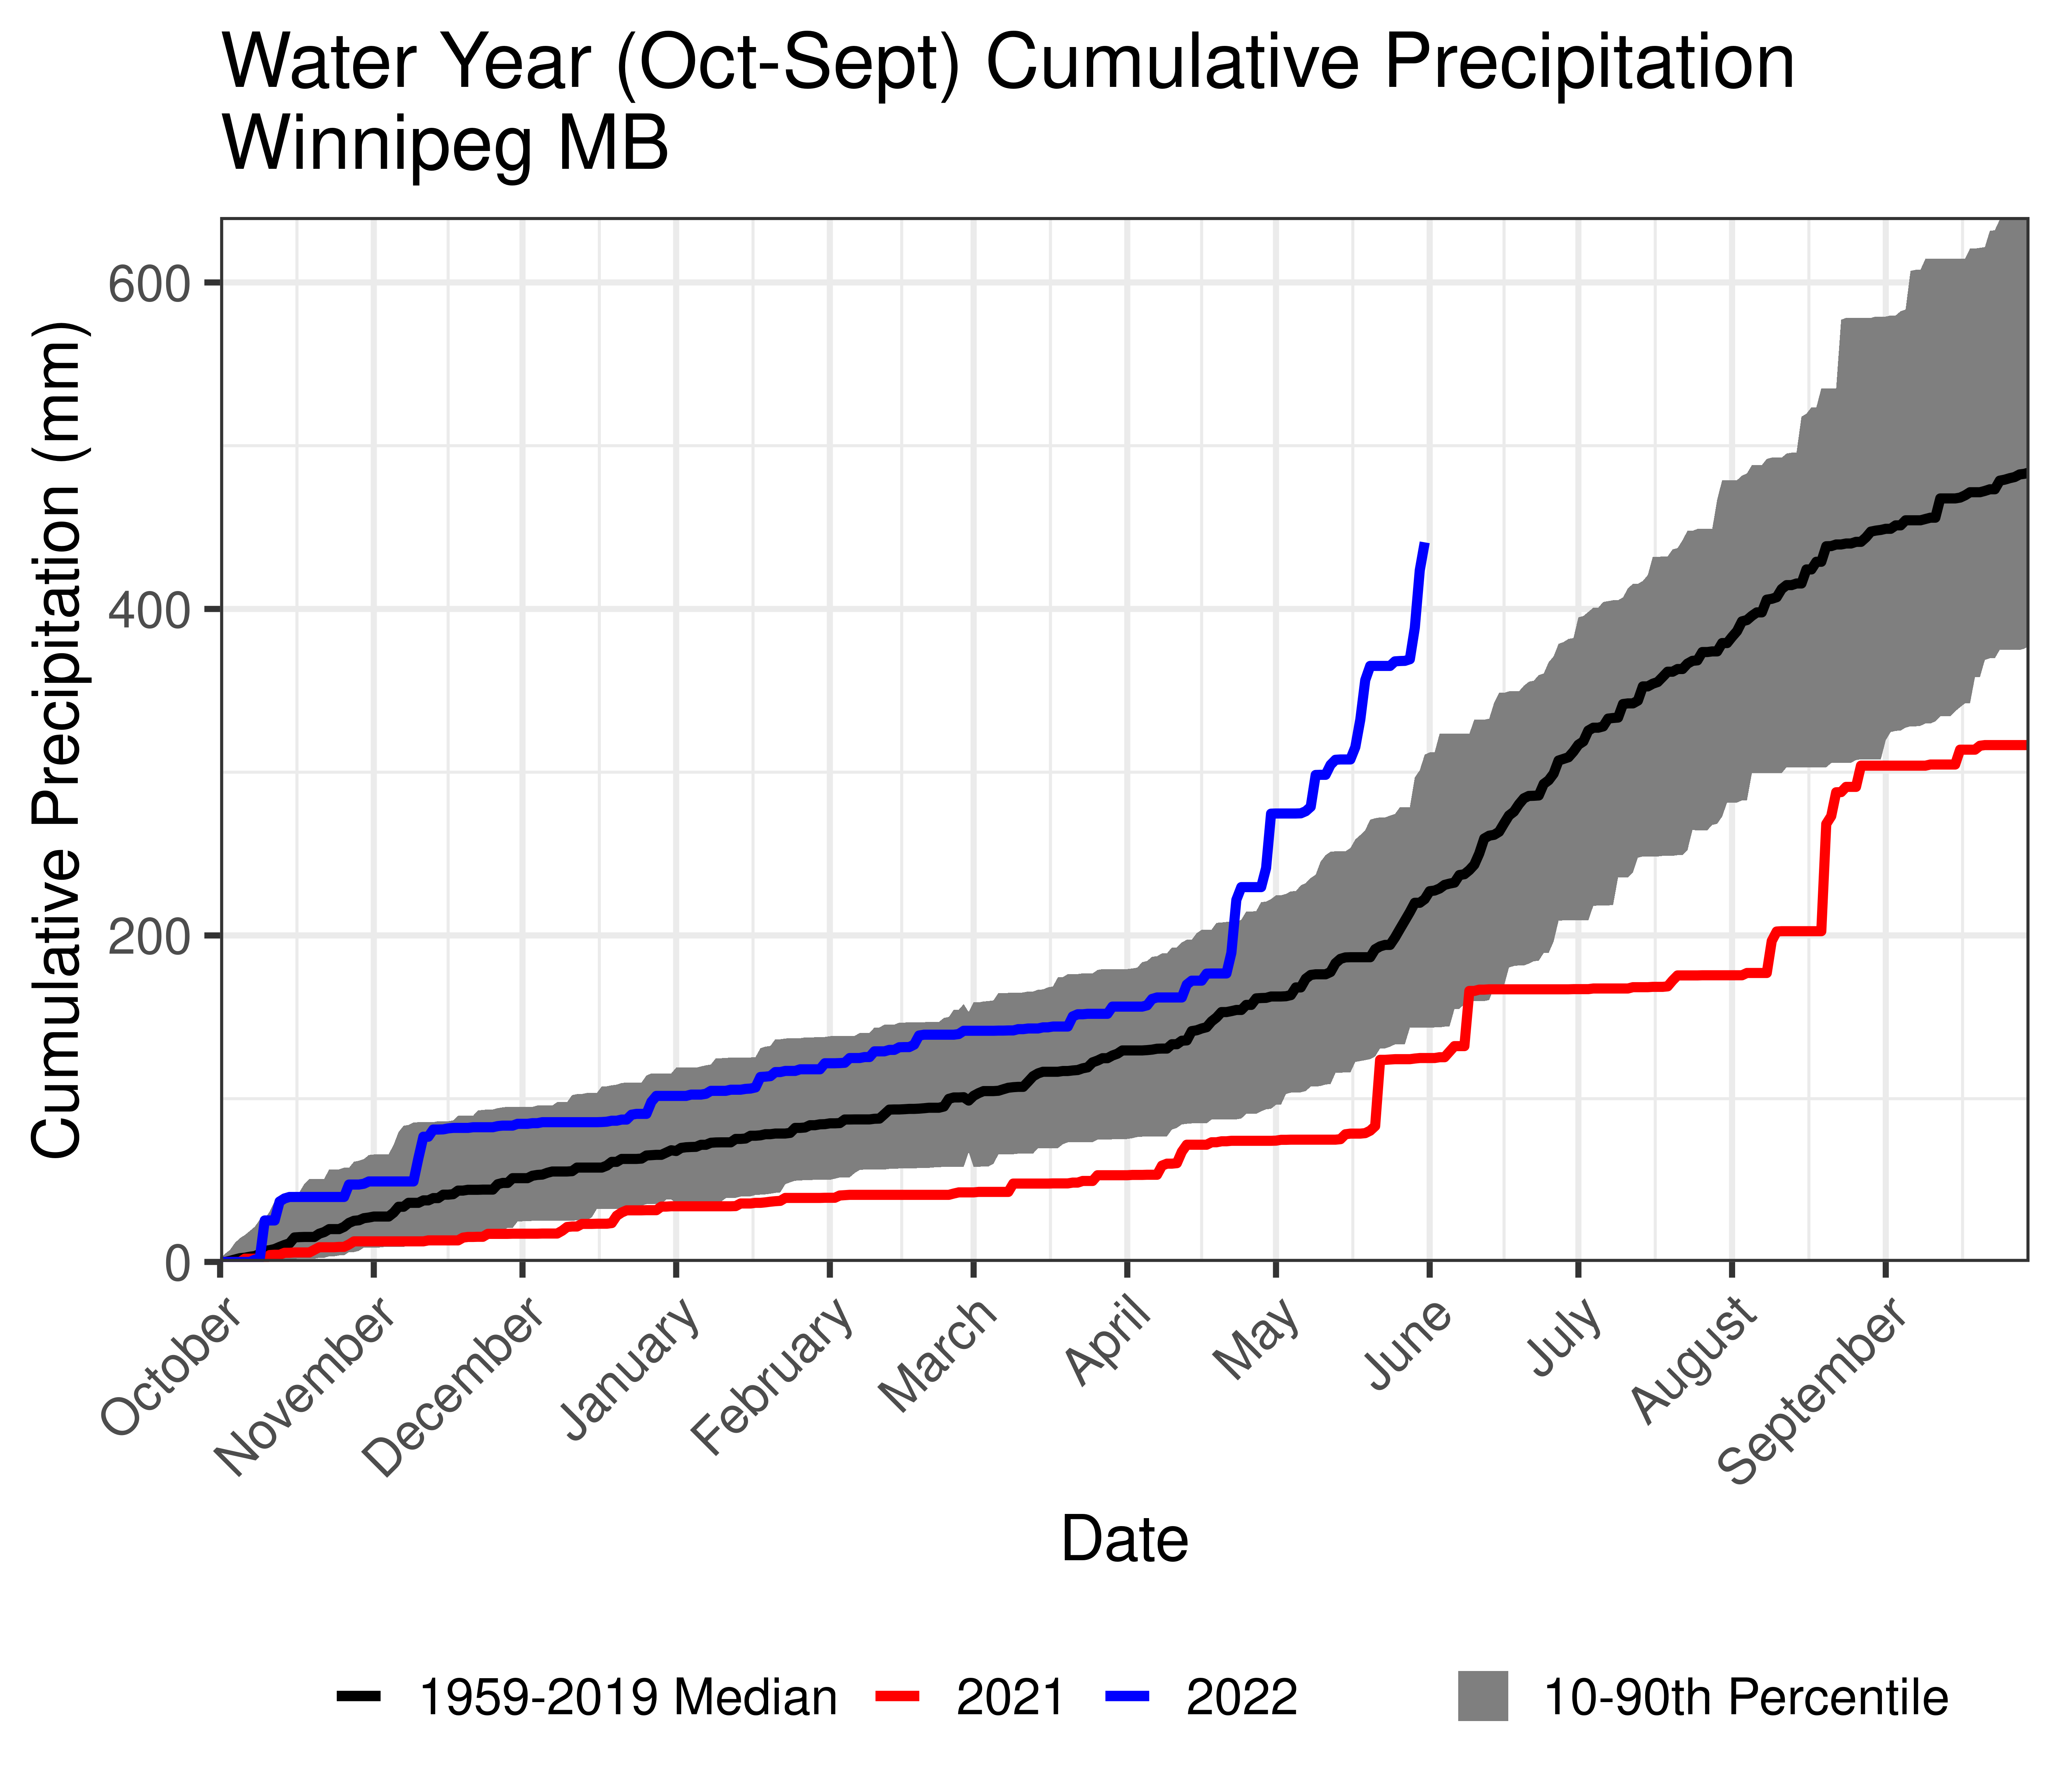 Water Year (Oct-Sept) Cumulative Precipitation
Winnipeg MB
Cumulative Precipitation (mm)
600
400
200
0
October
November
December
January
February
March
April
May
June
July
August
September
Date
1959-2019 Median
2021
2022
10-90th Percentile